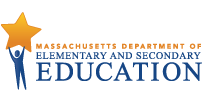 MASSACHUSETTS DEPARTMENT OF
ELEMENTARY AND SECONDARY
EDUCATION